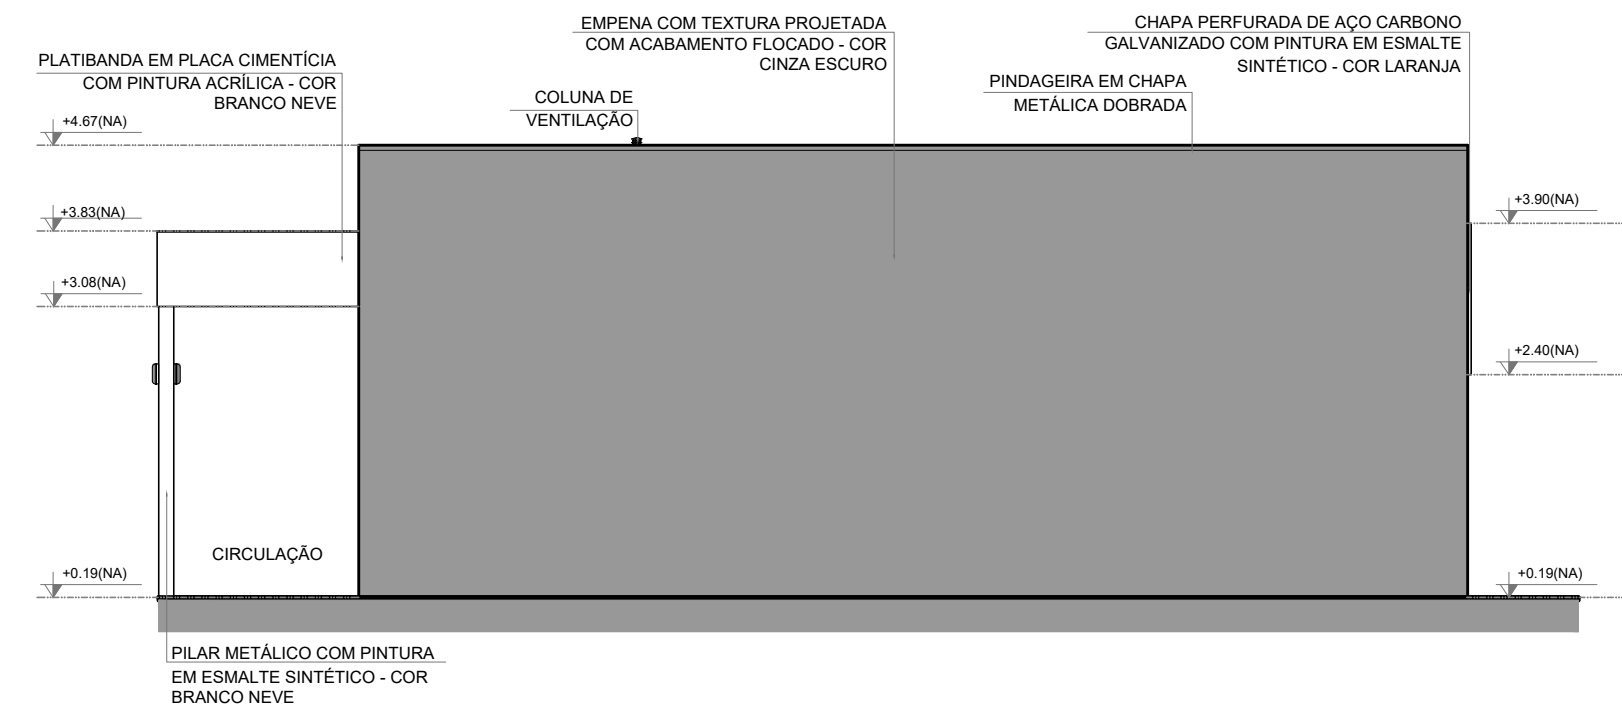 EMPENA COM TEXTURA PROJETADA
COM ACABAMENTO FLOCADO - COR
CINZA ESCURO
CHAPA PERFURADA DE AÇO CARBONO
GALVANIZADO COM PINTURA EM ESMALTE
SINTÉTICO - COR LARANJA
PLATIBANDA EM PLACA CIMENTÍCIA
COM PINTURA ACRÍLICA - COR
BRANCO NEVE
COLUNA DE
VENTILAÇÃO
PINDAGEIRA EM CHAPA
METÁLICA DOBRADA
+4.67(NA)
+3.83(NA)
+3.90(NA)
+3.08(NA)
+2.40(NA)
CIRCULAÇÃO
+0.19(NA)
+0.19(NA)
PILAR METÁLICO COM PINTURA
EM ESMALTE SINTÉTICO - COR
BRANCO NEVE